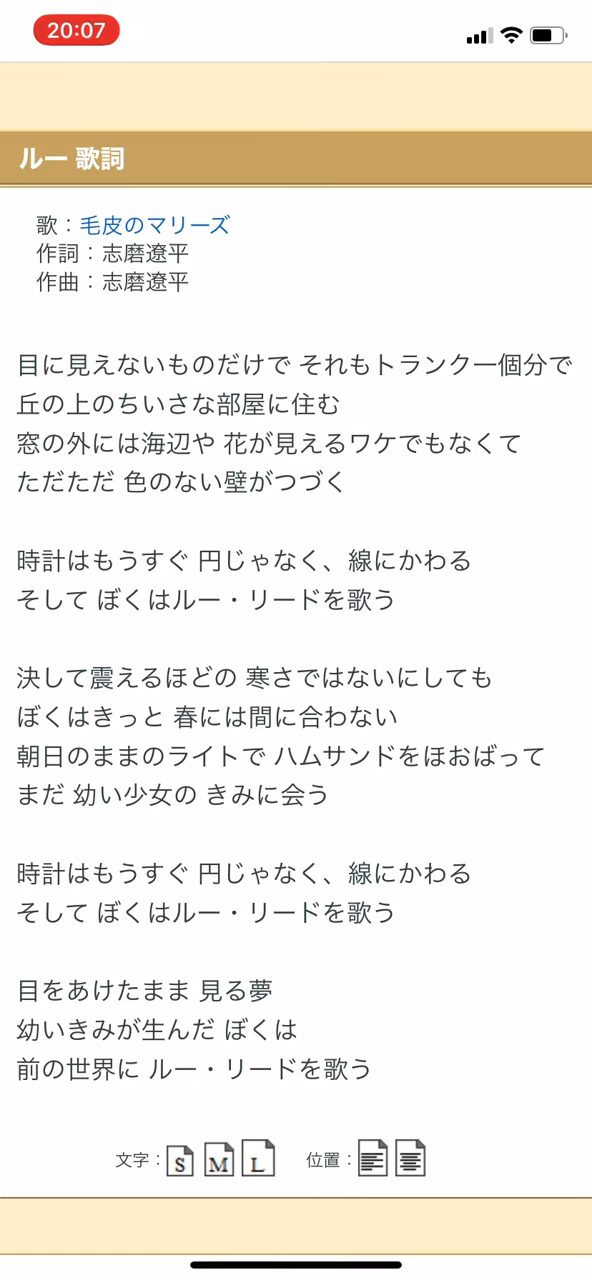 20:07
ルー 歌詞
歌：毛皮のマリーズ
作詞：志磨遼平
作曲：志磨遼平
目に見えないものだけで それもトランク一個分で
丘の上のちいさな部屋に住む
窓の外には海辺や 花が見えるワケでもなくて
ただただ 色のない壁がつづく
時計はもうすぐ 円じゃなく、線にかわる
そして ぼくはルー・リードを歌う
決して震えるほどの 寒さではないにしても
ぼくはきっと 春には間に合わない
朝日のままのライトで ハムサンドをほおばって
まだ 幼い少女の きみに会う
時計はもうすぐ 円じゃなく、線にかわる
そして ぼくはルー・リードを歌う
目をあけたまま 見る夢
幼いきみが生んだ ぼくは
前の世界に ルー・リードを歌う
文字：S M L 位置：